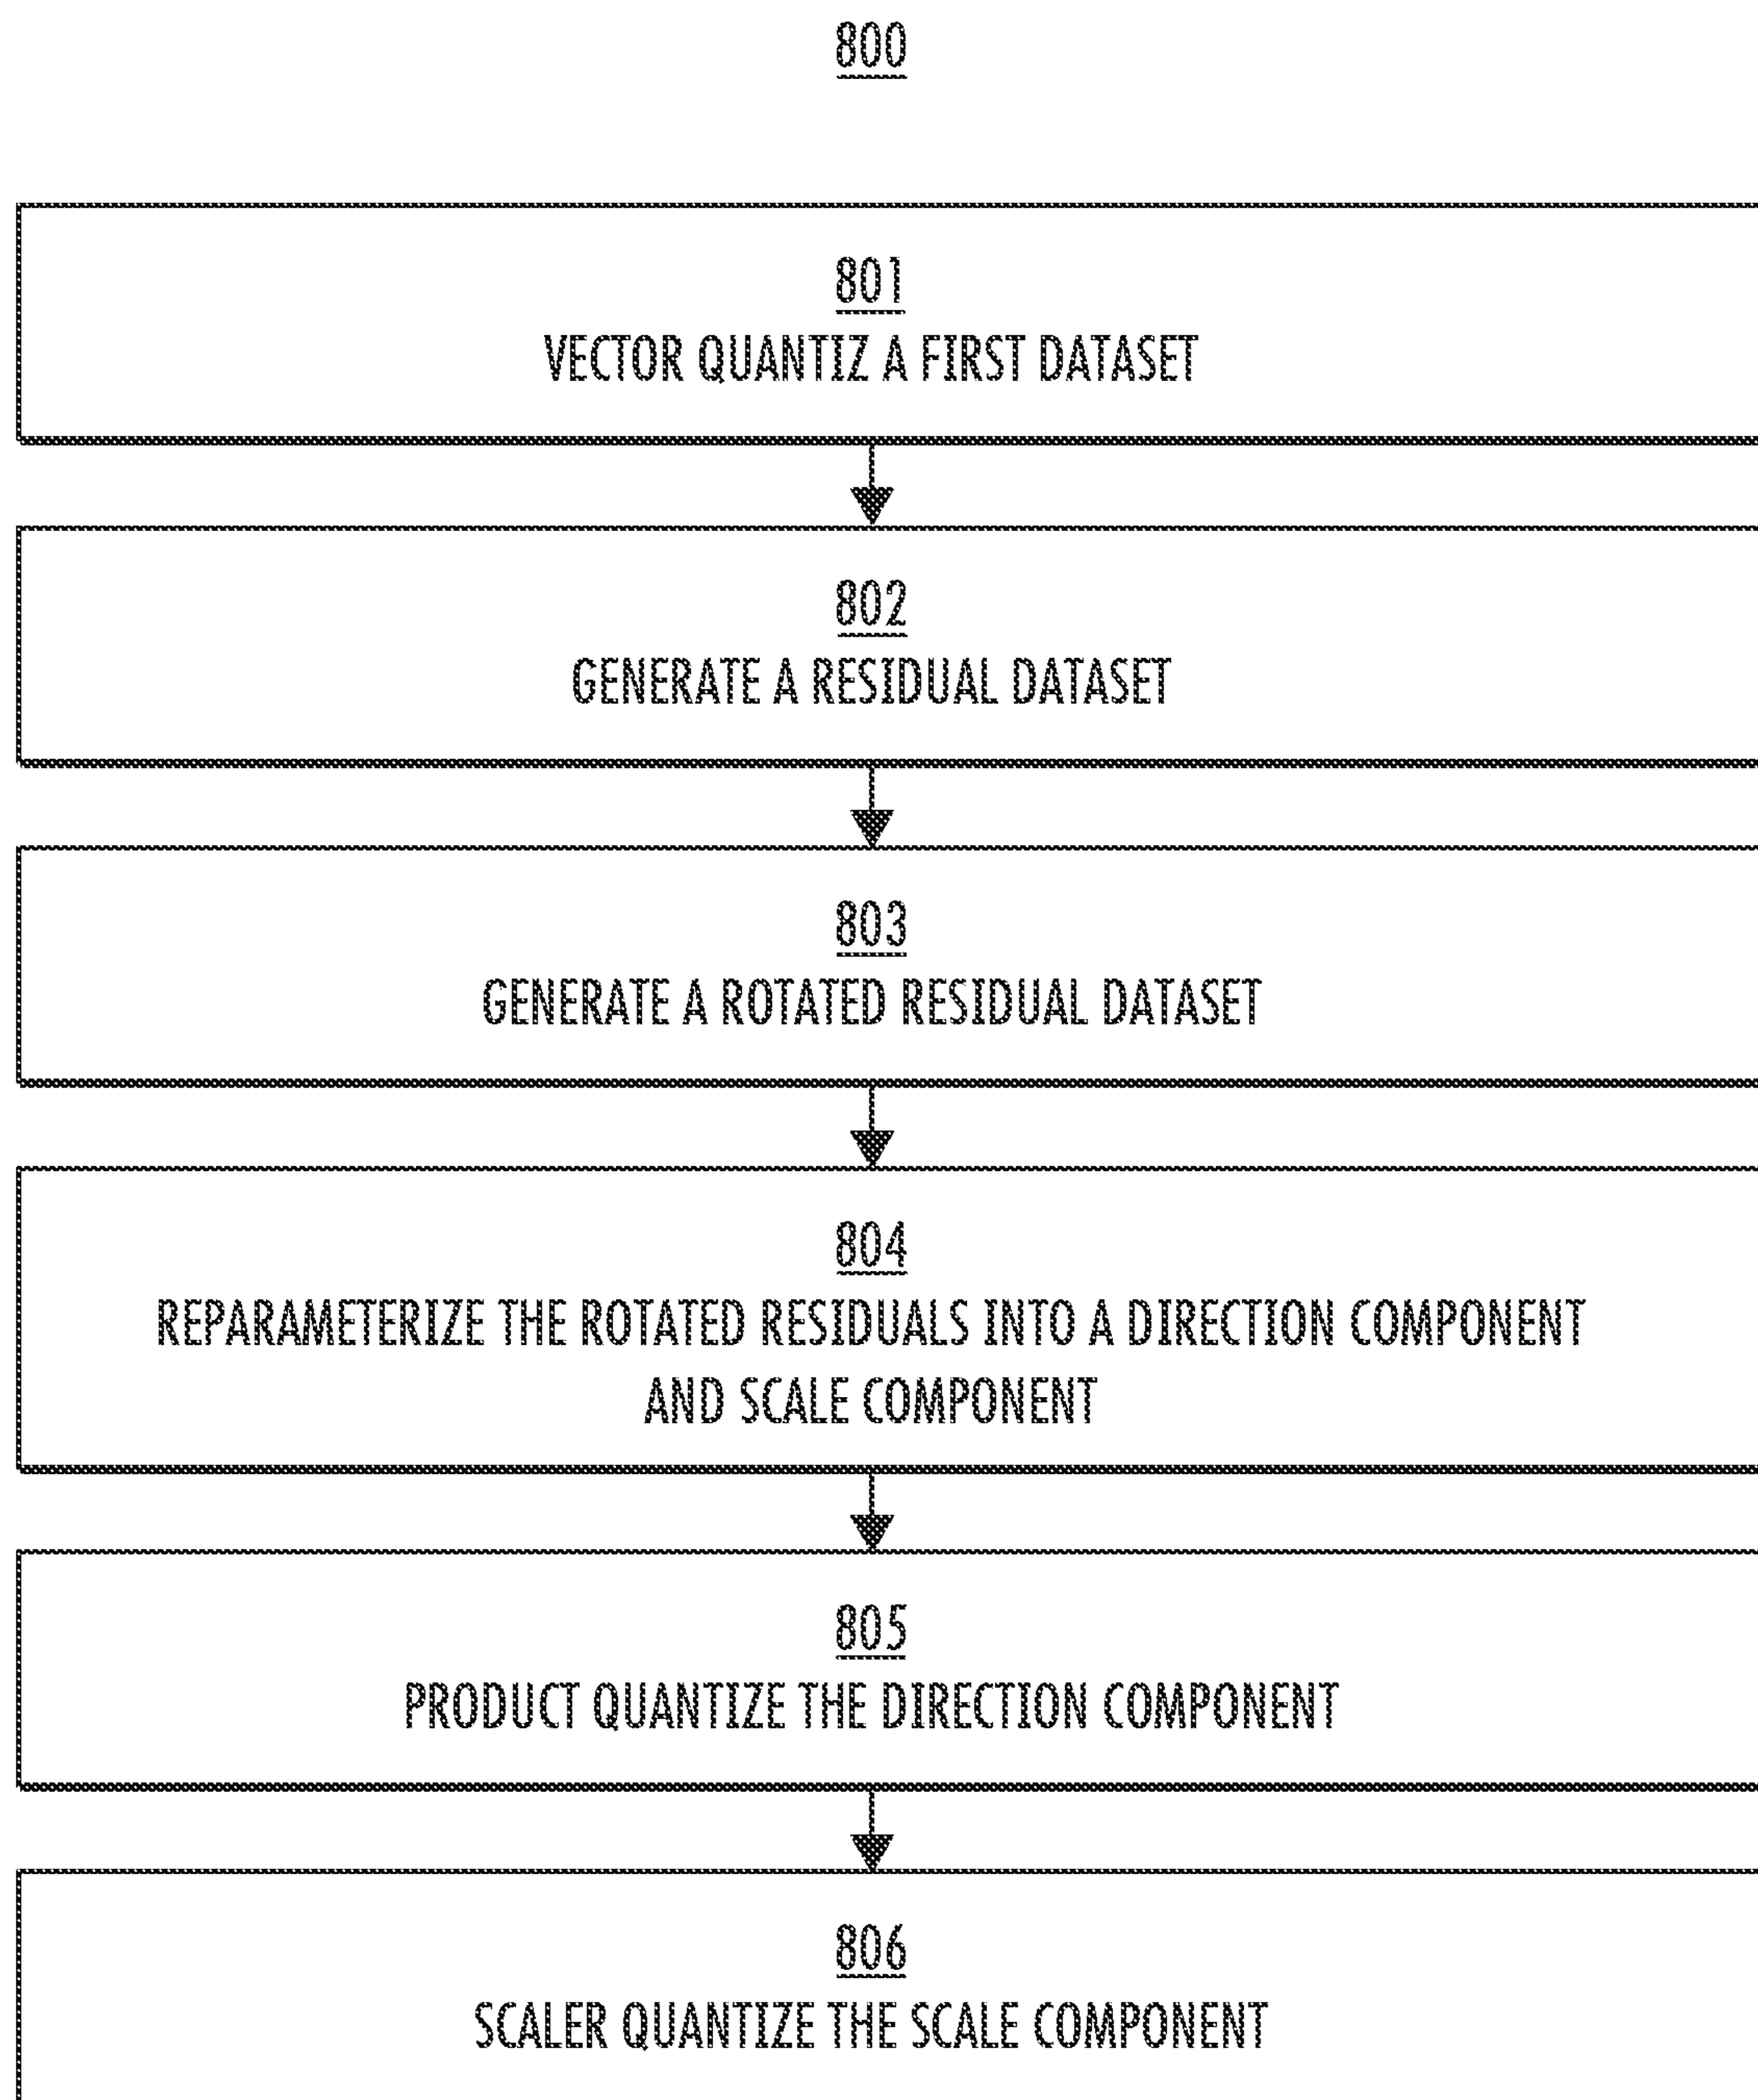 800
801
VECTOR QUANTIZ A FIRST DATASET
802
GENERATE A RESIDUAL DATASET
803
GENERATE A ROTATED RESIDUAL DATASET
804
REPARAMETERIZE THE ROTATED RESIDUALS INTO A DIRECTION COMPONENT
AND SCALE COMPONENT
805
PRODUCT QUANTIZE THE DIRECTION COMPONENT
806
SCALER QUANTIZE THE SCALE COMPONENT